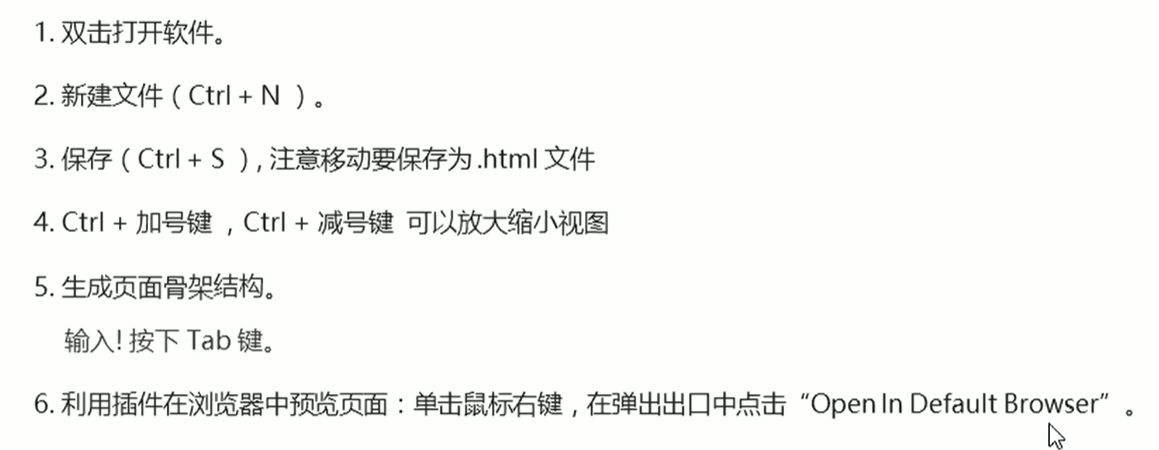 1. 双击打开软件。
2. 新建文件（Ctrl + N ）。
3. 保存（Ctrl + S ）, 注意移动要保存为 .html 文件
4. Ctrl + 加号键 ，Ctrl + 减号键 可以放大缩小视图
5. 生成页面骨架结构。
输入! 按下 Tab 键。
6. 利用插件在浏览器中预览页面：单击鼠标右键，在弹出出口中点击“Open In Default Browser”。